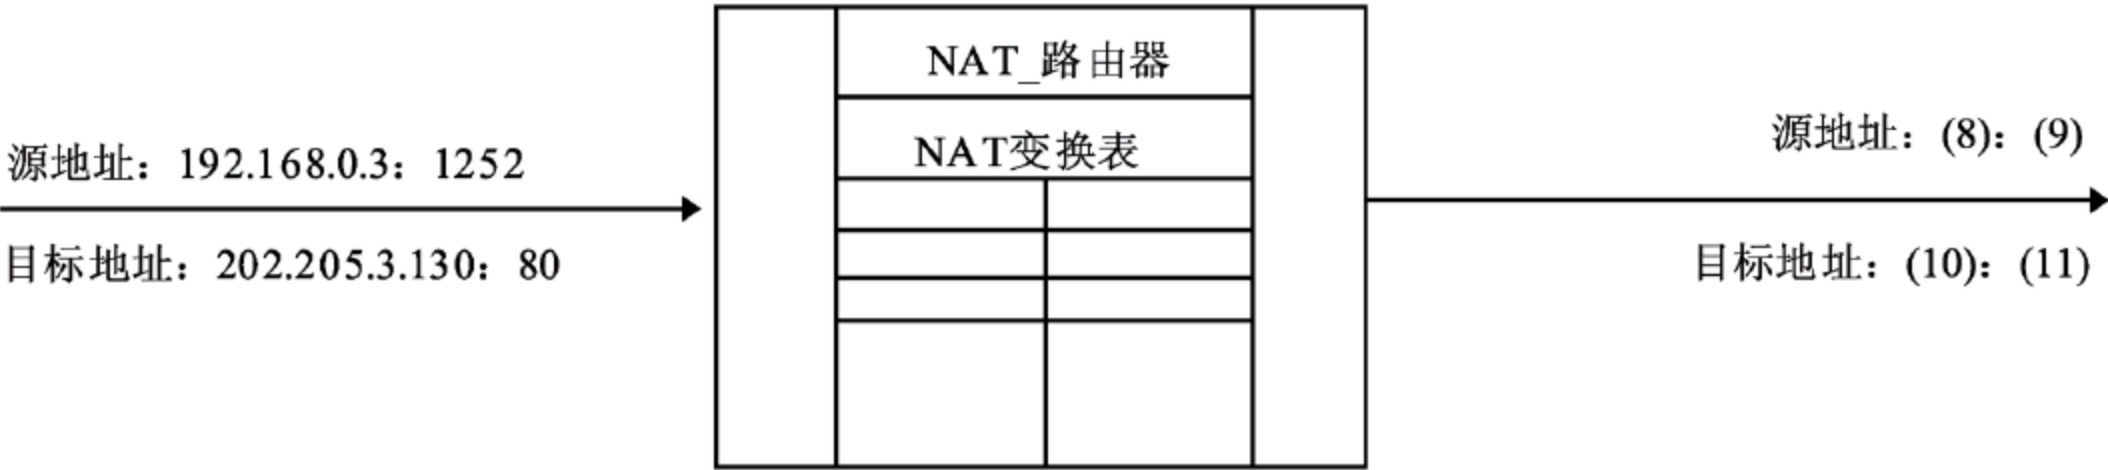 NAT_路由器
NAT变换表
源地址：192.168.0.3：1252
目标地址：202.205.3.130：80
源地址：(8)：(9)
目标地址：(10)：(11)